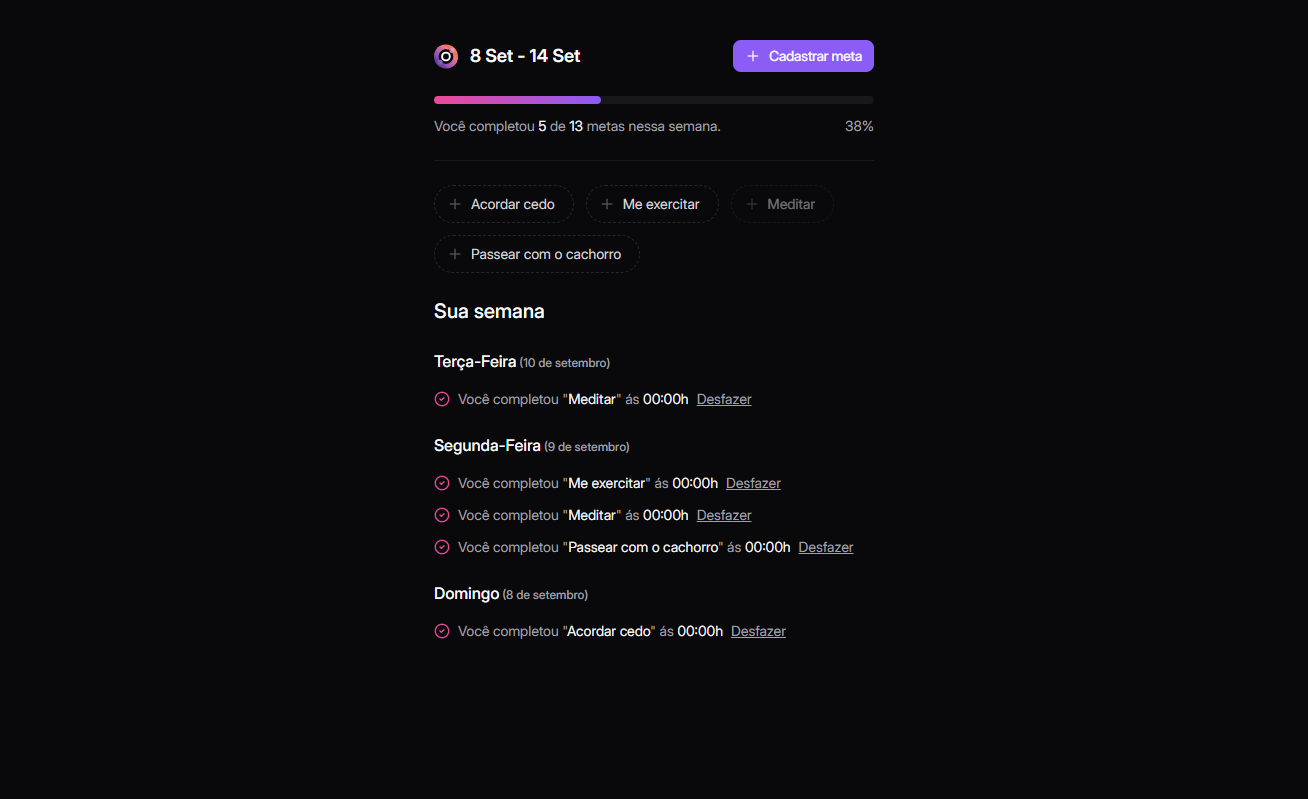 8 Set - 14 Set
Cadastrar meta
Você completou 5 de 13 metas nessa semana. 38%
Acordar cedo Me exercitar Meditar
Passear com o cachorro
Sua semana
Terça-Feira (10 de setembro)
Você completou "Meditar" ás 00:00h Desfazer
Segunda-Feira (9 de setembro)
Você completou "Me exercitar" ás 00:00h Desfazer
Você completou "Meditar" ás 00:00h Desfazer
Você completou "Passear com o cachorro" ás 00:00h Desfazer
Domingo (8 de setembro)
Você completou "Acordar cedo" ás 00:00h Desfazer